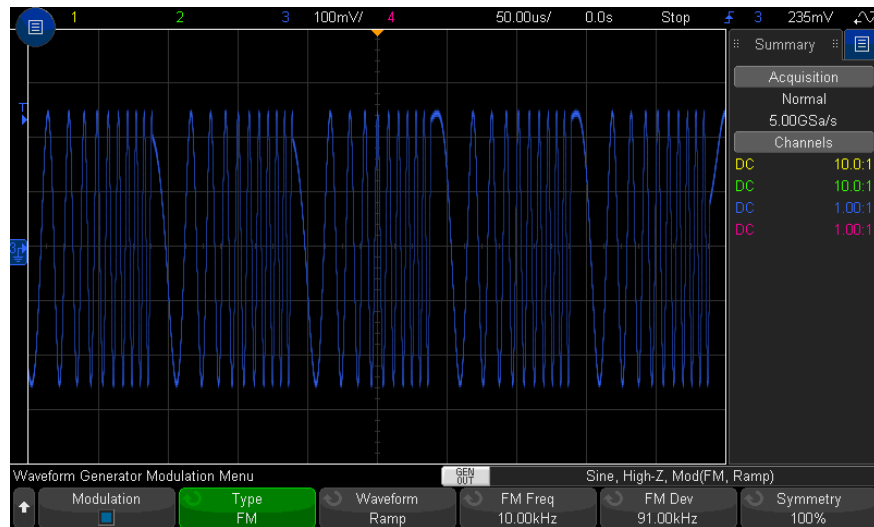 1 2 3 100mV/ 4 50.00us/ 0.0s Stop 3 235mV
Summary
Acquisition
Normal
5.00GSa/s
Channels
DC 10.0:1
DC 10.0:1
DC 1.00:1
DC 1.00:1
T
3
Waveform Generator Modulation Menu GEN OUT Sine, High-Z, Mod(FM, Ramp)
Modulation Type Waveform FM Freq FM Dev Symmetry
FM Ramp 10.00kHz 91.00kHz 100%